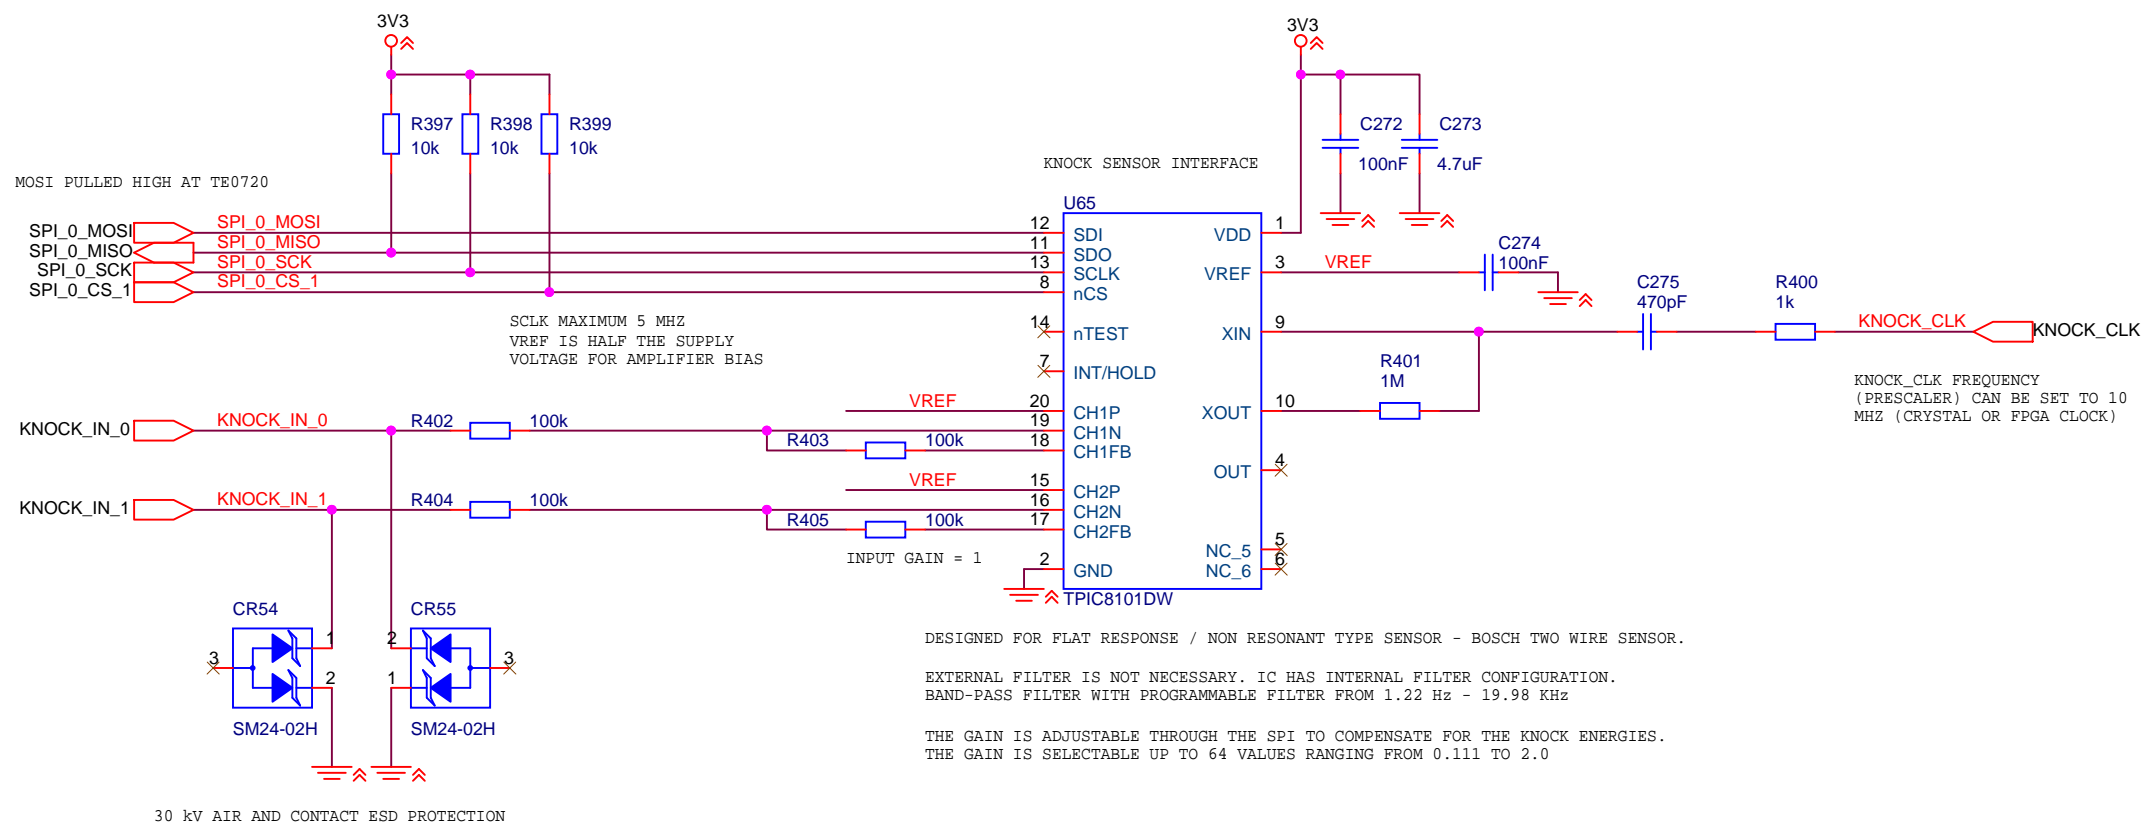 3V3
R397
10k
R398
10k
R399
10k
MOSI PULLED HIGH AT TE0720
SPI_0_MOSI
SPI_0_MISO
SPI_0_SCK
SPI_0_CS_1
SPI_0_MOSI
SPI_0_MISO
SPI_0_SCK
SPI_0_CS_1
SCLK MAXIMUM 5 MHZ
VREF IS HALF THE SUPPLY
VOLTAGE FOR AMPLIFIER BIAS
3V3
C272
100nF
C273
4.7uF
KNOCK SENSOR INTERFACE
U65
12 SDI
11 SDO
13 SCLK
8 nCS
14 nTEST
7 INT/HOLD
VREF 20 CH1P
19 CH1N
18 CH1FB
VREF 15 CH2P
16 CH2N
17 CH2FB
2 GND
VDD 1
VREF 3 VREF
XIN 9
XOUT 10
OUT 4
NC_5 5
NC_6 6
TPIC8101DW
C274
100nF
C275
470pF
R400
1k
R401
1M
KNOCK_CLK
KNOCK_CLK
KNOCK_CLK FREQUENCY
(PRESCALER) CAN BE SET TO 10
MHZ (CRYSTAL OR FPGA CLOCK)
KNOCK_IN_0
KNOCK_IN_0
R402 100k
R403 100k
KNOCK_IN_1
KNOCK_IN_1
R404 100k
R405 100k
INPUT GAIN = 1
CR54
1
3
2
SM24-02H
CR55
2
3
1
SM24-02H
30 kV AIR AND CONTACT ESD PROTECTION
DESIGNED FOR FLAT RESPONSE / NON RESONANT TYPE SENSOR - BOSCH TWO WIRE SENSOR.
EXTERNAL FILTER IS NOT NECESSARY. IC HAS INTERNAL FILTER CONFIGURATION.
BAND-PASS FILTER WITH PROGRAMMABLE FILTER FROM 1.22 Hz - 19.98 KHz
THE GAIN IS ADJUSTABLE THROUGH THE SPI TO COMPENSATE FOR THE KNOCK ENERGIES.
THE GAIN IS SELECTABLE UP TO 64 VALUES RANGING FROM 0.111 TO 2.0